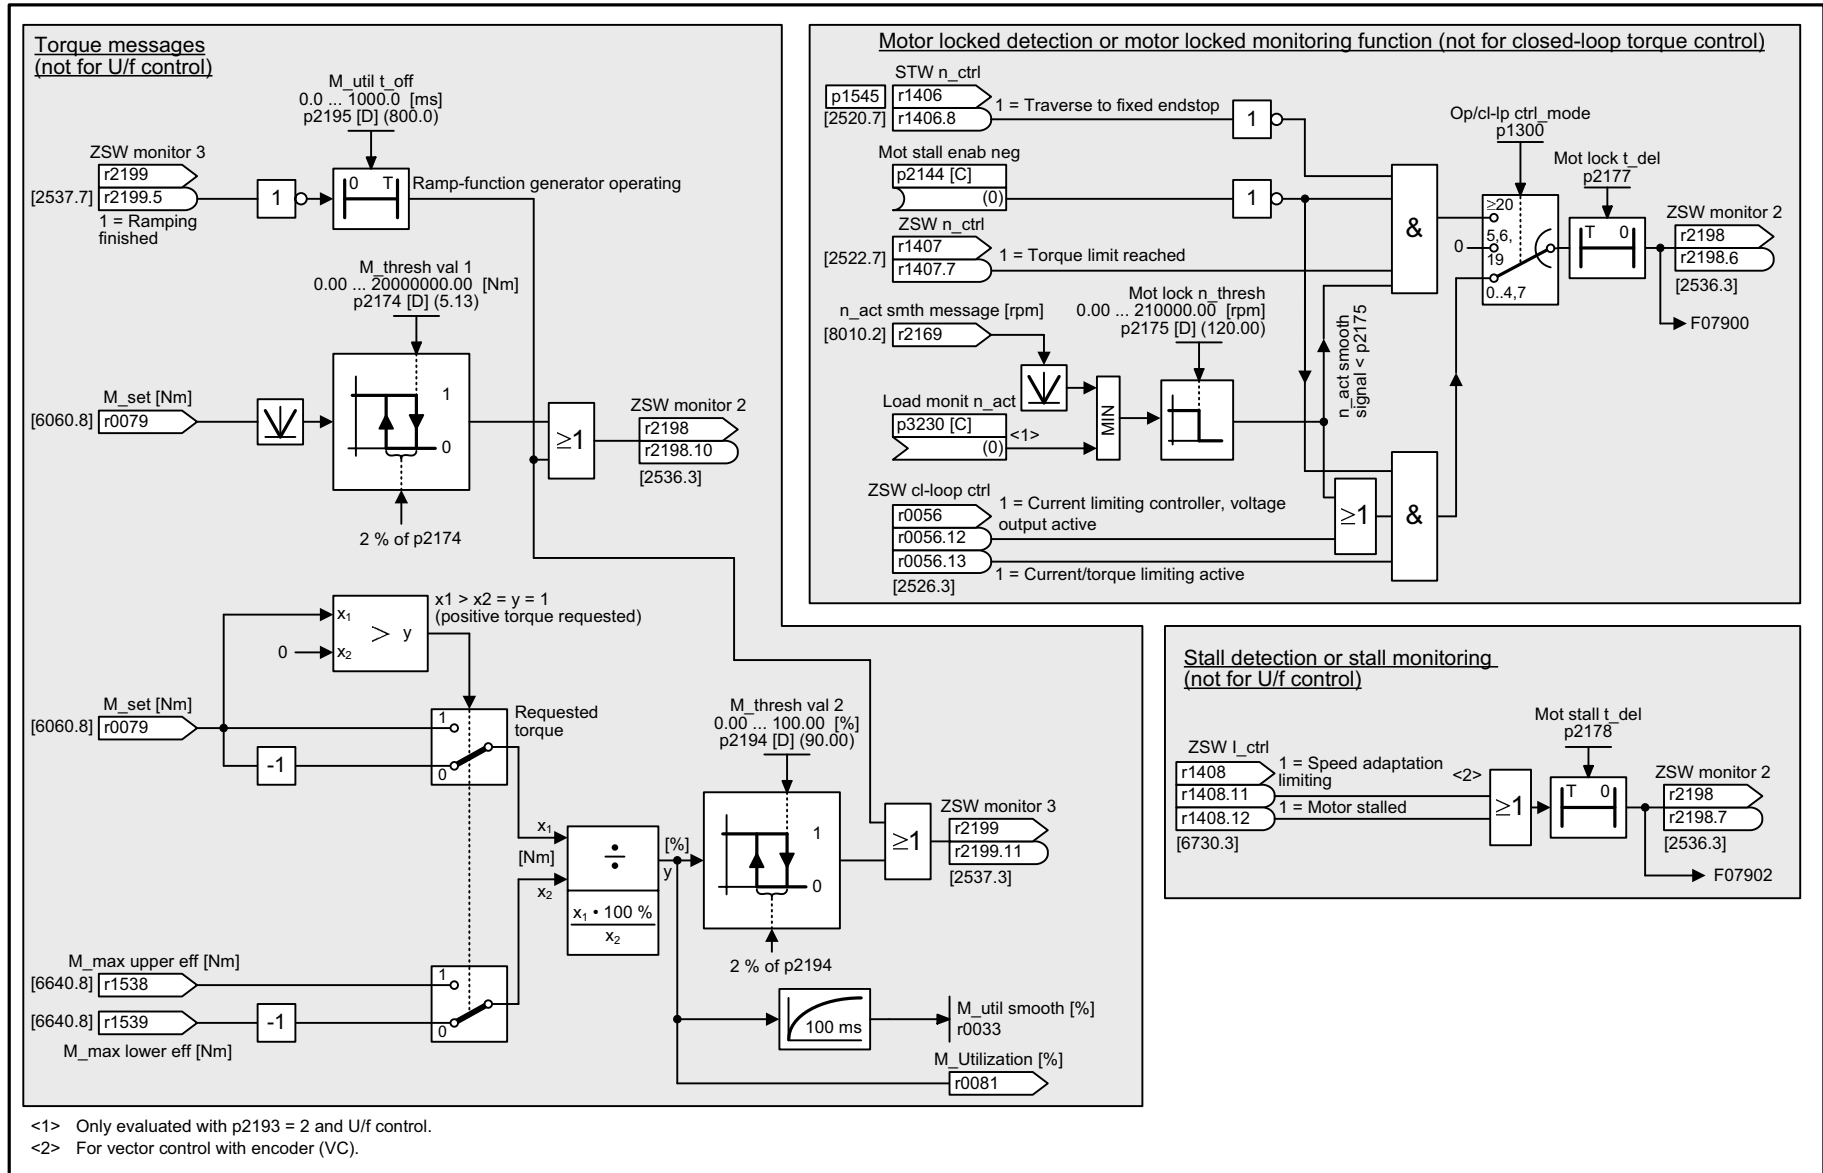 Torque messages
(not for U/f control)
M_util t_off
0.0 ... 1000.0 [ms]
p2195 [D] (800.0)
ZSW monitor 3
r2199
[2537.7] r2199.5
1 = Ramping
finished
1
0 T
Ramp-function generator operating
M_thresh val 1
0.00 ... 20000000.00 [Nm]
p2174 [D] (5.13)
M_set [Nm]
[6060.8] r0079
1
0
2 % of p2174
≥1
ZSW monitor 2
r2198
r2198.10
[2536.3]
x1 > x2 = y = 1
(positive torque requested)
x₁
> y
0 x₂
M_set [Nm]
[6060.8] r0079
-1
1
0
Requested
torque
M_thresh val 2
0.00 ... 100.00 [%]
p2194 [D] (90.00)
x₁
[Nm]
x₂
÷
x₁ • 100 %
x₂
[%]
y
1
0
2 % of p2194
≥1
ZSW monitor 3
r2199
r2199.11
[2537.3]
M_max upper eff [Nm]
[6640.8] r1538
[6640.8] r1539
M_max lower eff [Nm]
-1
1
0
100 ms
M_util smooth [%]
r0033
M_Utilization [%]
r0081
Motor locked detection or motor locked monitoring function (not for closed-loop torque control)
STW n_ctrl
p1545 r1406
[2520.7] r1406.8
1 = Traverse to fixed endstop
1
Mot stall enab neg
p2144 [C]
(0)
1
ZSW n_ctrl
r1407
[2522.7] r1407.7
1 = Torque limit reached
n_act smth message [rpm]
[8010.2] r2169
Mot lock n_thresh
0.00 ... 210000.00 [rpm]
p2175 [D] (120.00)
Load monit n_act
p3230 [C]
(0)
<1>
MIN
n_act smooth
signal < p2175
ZSW cl-loop ctrl
r0056
r0056.12
r0056.13
[2526.3]
1 = Current limiting controller, voltage
output active
1 = Current/torque limiting active
≥1
&
&
Op/cl-lp ctrl_mode
p1300
≥20
0
5,6,
19
0..4,7
Mot lock t_del
p2177
T 0
ZSW monitor 2
r2198
r2198.6
[2536.3]
F07900
Stall detection or stall monitoring
(not for U/f control)
ZSW I_ctrl
r1408
r1408.11
r1408.12
[6730.3]
1 = Speed adaptation
limiting
1 = Motor stalled
<2>
≥1
Mot stall t_del
p2178
T 0
ZSW monitor 2
r2198
r2198.7
[2536.3]
F07902
<1> Only evaluated with p2193 = 2 and U/f control.
<2> For vector control with encoder (VC).